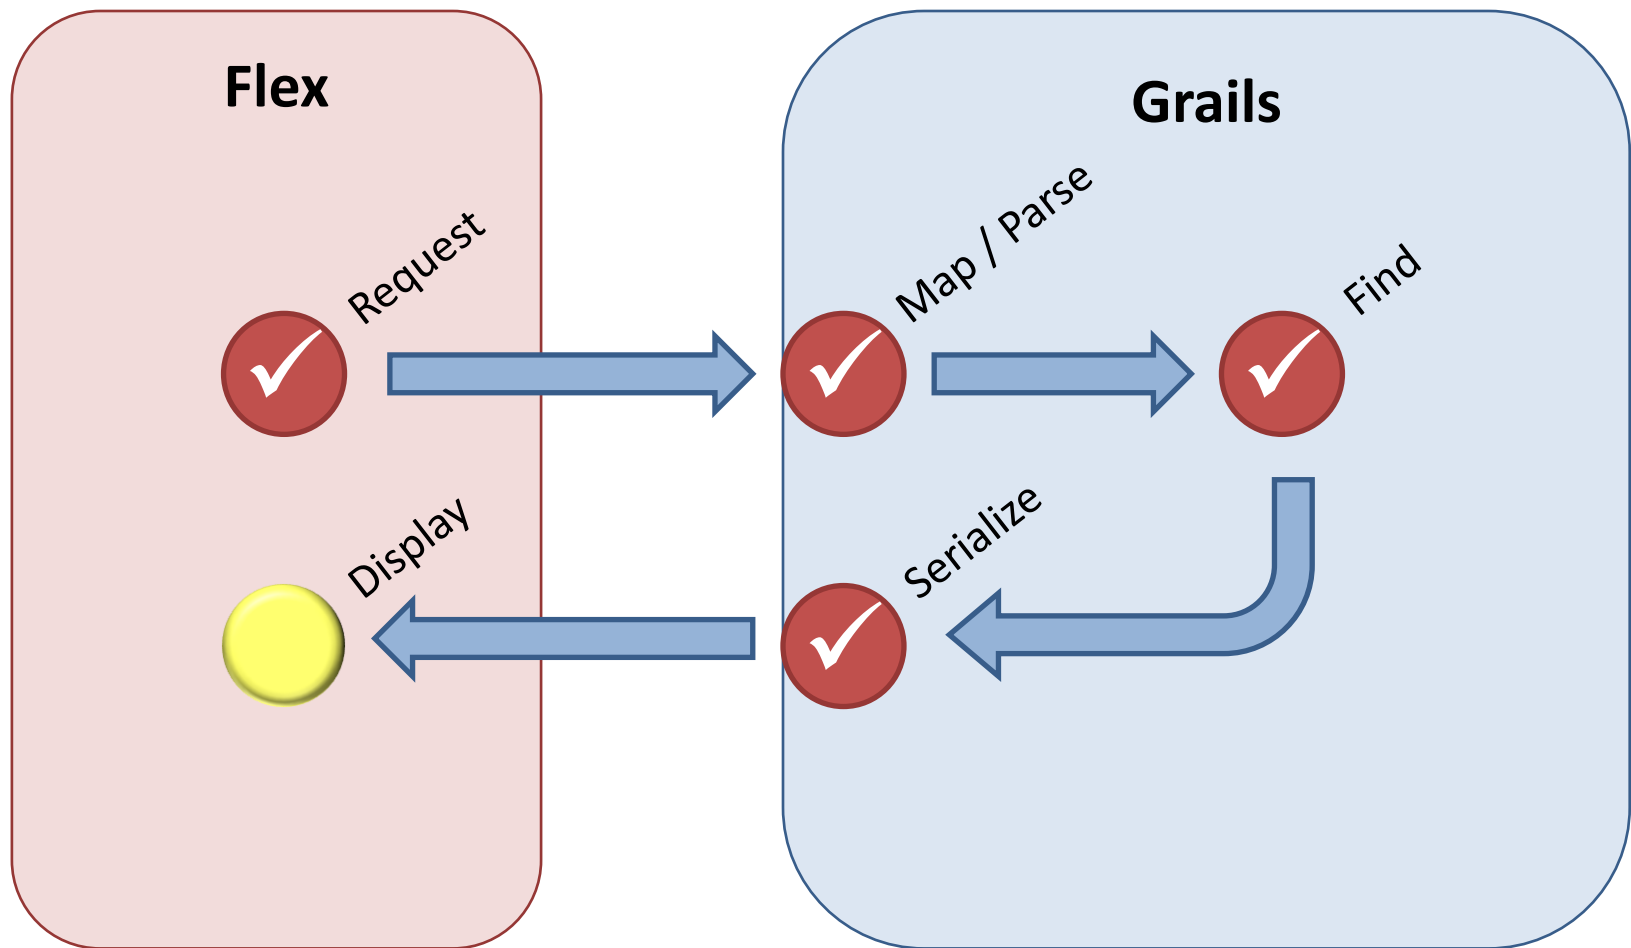 Flex
Grails
Request
Map / Parse
Find
Display
Serialize